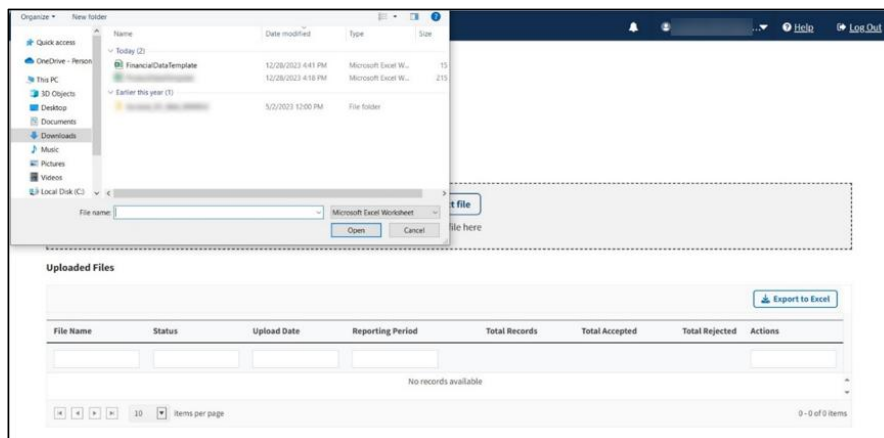 Organize New folder
...
Help
Log Out
Quick access
OneDrive - Person
This PC
3D Objects
Desktop
Documents
Downloads
Music
Pictures
Videos
Local Disk (C:)
Name Date modified Type Size
Today (2)
FinancialDataTemplate 12/28/2023 4:41 PM Microsoft Excel W... 15
12/28/2023 4:18 PM Microsoft Excel W... 215
Earlier this year (1)
5/2/2023 12:00 PM File folder
File name: Microsoft Excel Worksheet
Open Cancel
t file
file here
Uploaded Files
Export to Excel
File Name Status Upload Date Reporting Period Total Records Total Accepted Total Rejected Actions
No records available
10 items per page 0 - 0 of 0 items